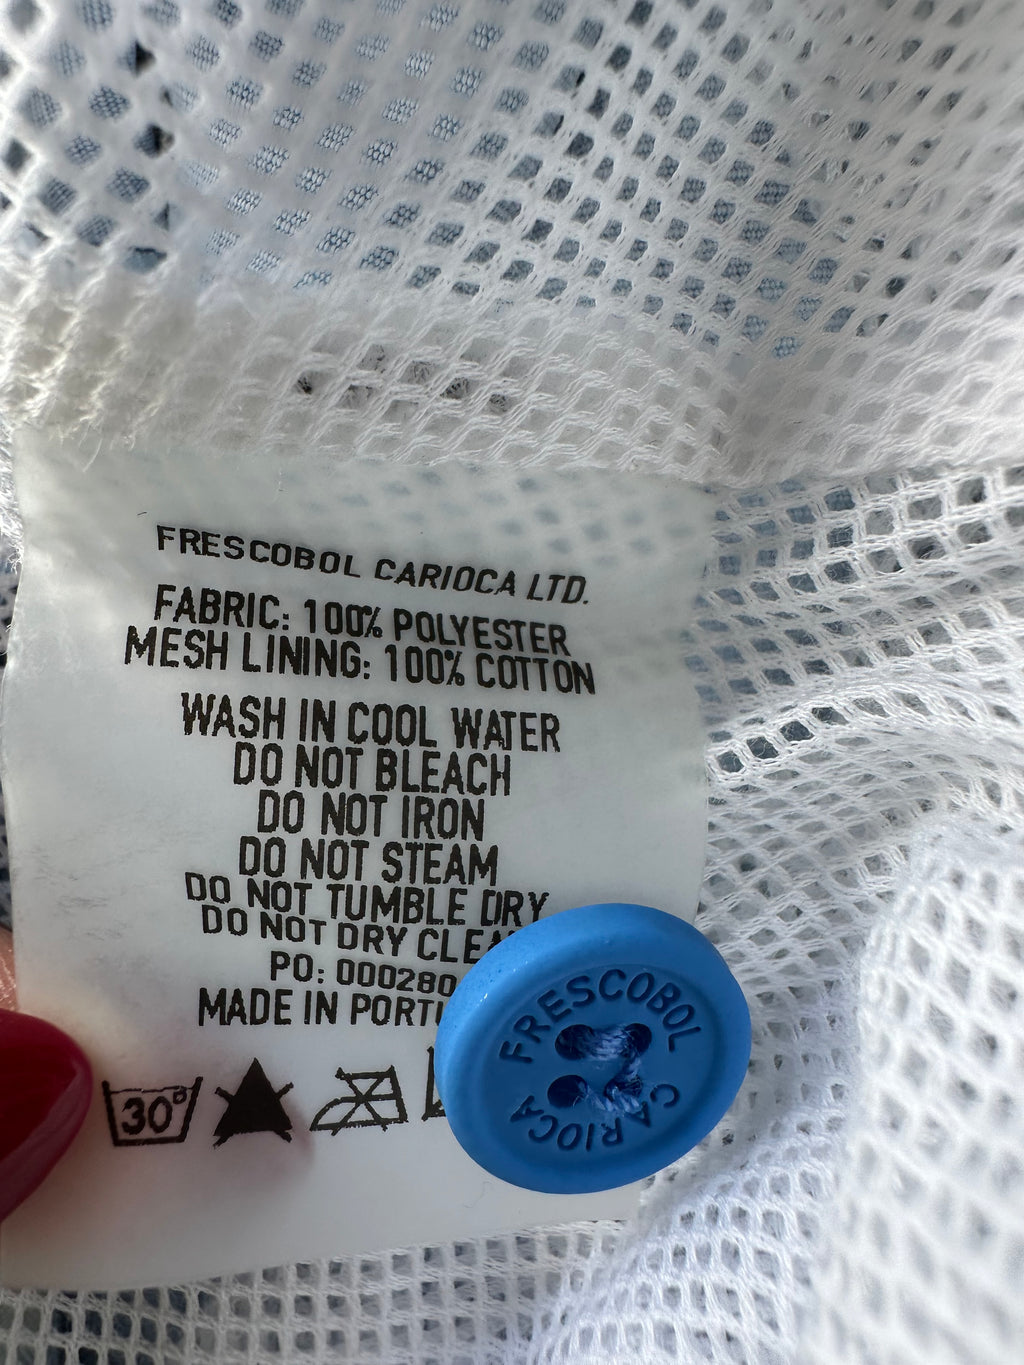 FRESCOBOL CARIOCA LTD.
FABRIC: 100% POLYESTER
MESH LINING: 100% COTTON
WASH IN COOL WATER
DO NOT BLEACH
DO NOT IRON
DO NOT STEAM
DO NOT TUMBLE DRY
DO NOT DRY
PO: 000280
MADE IN
30°
FRESCOBOL
CARIOCA